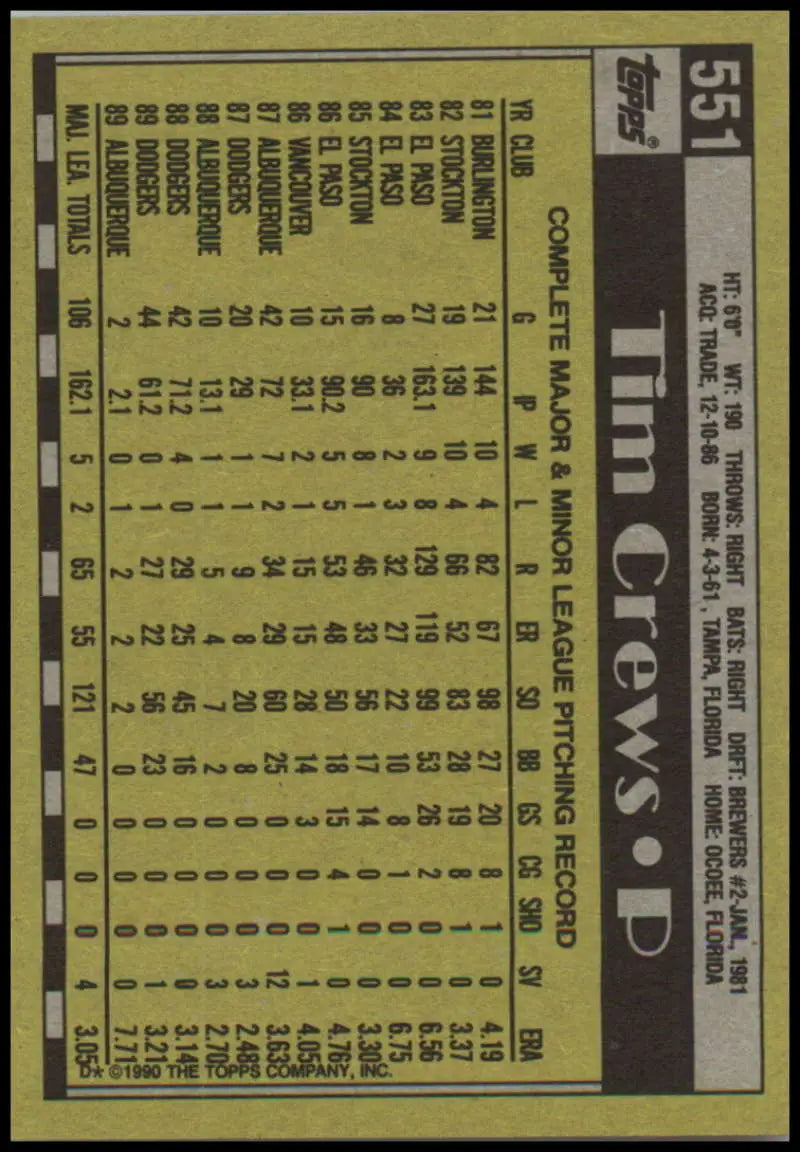 551
HT: 6'0" WT: 190 THROWS: RIGHT BATS: RIGHT DRFT: BREWERS #2-JAN., 1981
ACQ: TRADE, 12-10-86 BORN: 4-3-61, TAMPA, FLORIDA HOME: OCOEE, FLORIDA
TOPPS®
Tim Crews • P
COMPLETE MAJOR & MINOR LEAGUE PITCHING RECORD
YR CLUB G IP W L R ER SO BB GS CG SHO SV ERA
81 BURLINGTON 21 144 10 4 82 67 98 27 20 8 1 0 4.19
82 STOCKTON 19 139 10 4 66 52 83 28 19 8 1 0 3.37
83 EL PASO 27 163.1 9 8 129 119 99 53 26 2 0 0 6.56
84 EL PASO 8 36 2 3 32 27 22 10 8 1 0 0 6.75
85 STOCKTON 16 90 8 1 46 33 56 17 14 0 0 0 3.30
86 EL PASO 15 90.2 5 5 53 48 50 18 15 4 1 0 4.76
86 VANCOUVER 10 33.1 2 1 15 15 28 14 3 0 0 1 4.05
87 ALBUQUERQUE 42 72 7 2 34 29 60 25 0 0 0 12 3.63
87 DODGERS 20 29 1 1 9 8 20 8 0 0 0 3 2.48
88 ALBUQUERQUE 10 13.1 1 1 5 4 7 2 0 0 0 3 2.70
88 DODGERS 42 71.2 4 0 29 25 45 16 0 0 0 0 3.14
89 DODGERS 44 61.2 0 1 27 22 56 23 0 0 0 1 3.21
89 ALBUQUERQUE 2 2.1 0 1 2 2 2 0 0 0 0 0 7.71
MAJ. LEA. TOTALS 106 162.1 5 2 65 55 121 47 0 0 0 4 3.05
D* ©1990 THE TOPPS COMPANY, INC.